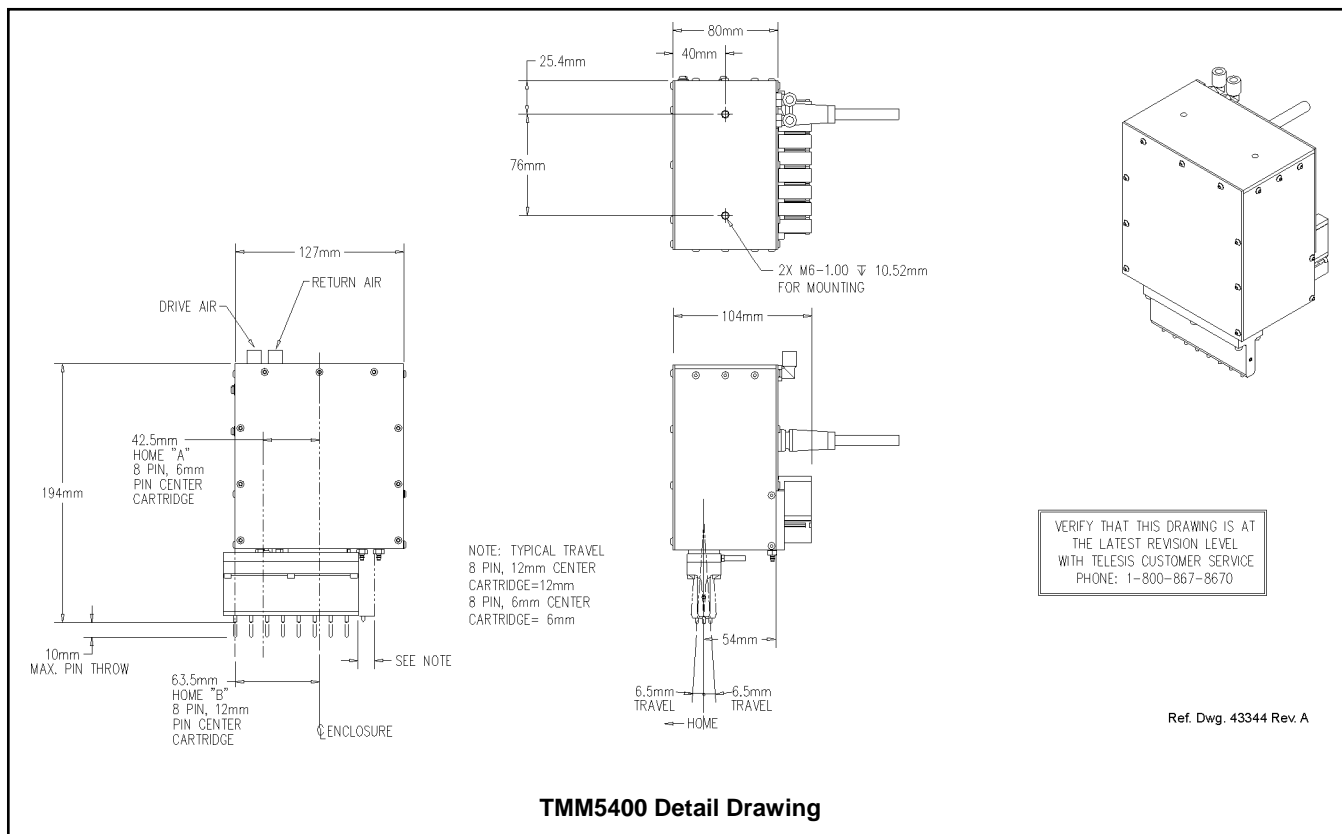 80mm
40mm
25.4mm
76mm
2X M6-1.00 ↧ 10.52mm
FOR MOUNTING
127mm
DRIVE AIR
RETURN AIR
104mm
42.5mm
HOME "A"
8 PIN, 6mm
PIN CENTER
CARTRIDGE
194mm
NOTE: TYPICAL TRAVEL
8 PIN, 12mm CENTER
CARTRIDGE=12mm
8 PIN, 6mm CENTER
CARTRIDGE= 6mm
10mm
MAX. PIN THROW
SEE NOTE
63.5mm
HOME "B"
8 PIN, 12mm
PIN CENTER
CARTRIDGE
℄ ENCLOSURE
54mm
6.5mm
TRAVEL
6.5mm
TRAVEL
HOME
VERIFY THAT THIS DRAWING IS AT
THE LATEST REVISION LEVEL
WITH TELESIS CUSTOMER SERVICE
PHONE: 1-800-867-8670
Ref. Dwg. 43344 Rev. A
TMM5400 Detail Drawing